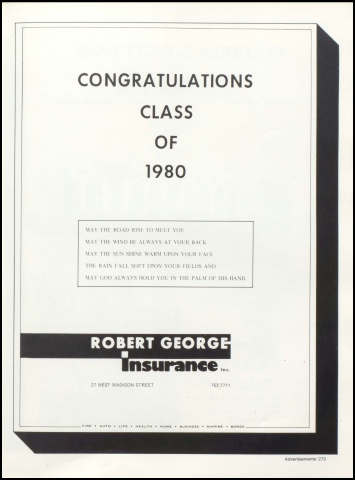 CONGRATULATIONS
CLASS
OF
1980
MAY THE ROAD RISE TO MEET YOU
MAY THE WIND BE ALWAYS AT YOUR BACK
MAY THE SUN SHINE WARM UPON YOUR FACE
THE RAIN FALL SOFT UPON YOUR FIELDS AND
MAY GOD ALWAYS HOLD YOU IN THE PALM OF HIS HAND.
ROBERT GEORGE
Insurance Inc.
27 WEST MADISON STREET 762-7711
FIRE • AUTO • LIFE • HEALTH • HOME • BUSINESS • MARINE • BONDS
Advertisements/273